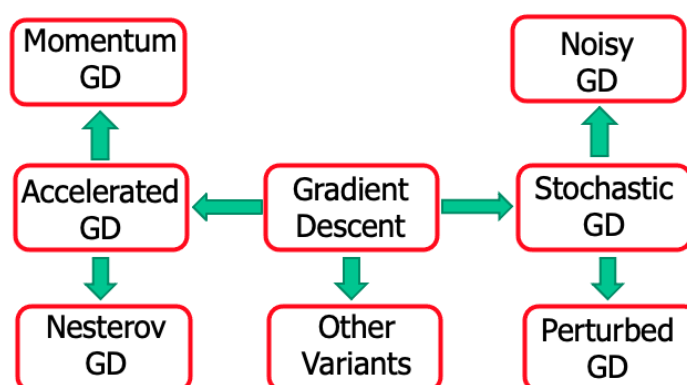 Momentum
GD
Noisy
GD
Accelerated
GD
Gradient
Descent
Stochastic
GD
Nesterov
GD
Other
Variants
Perturbed
GD